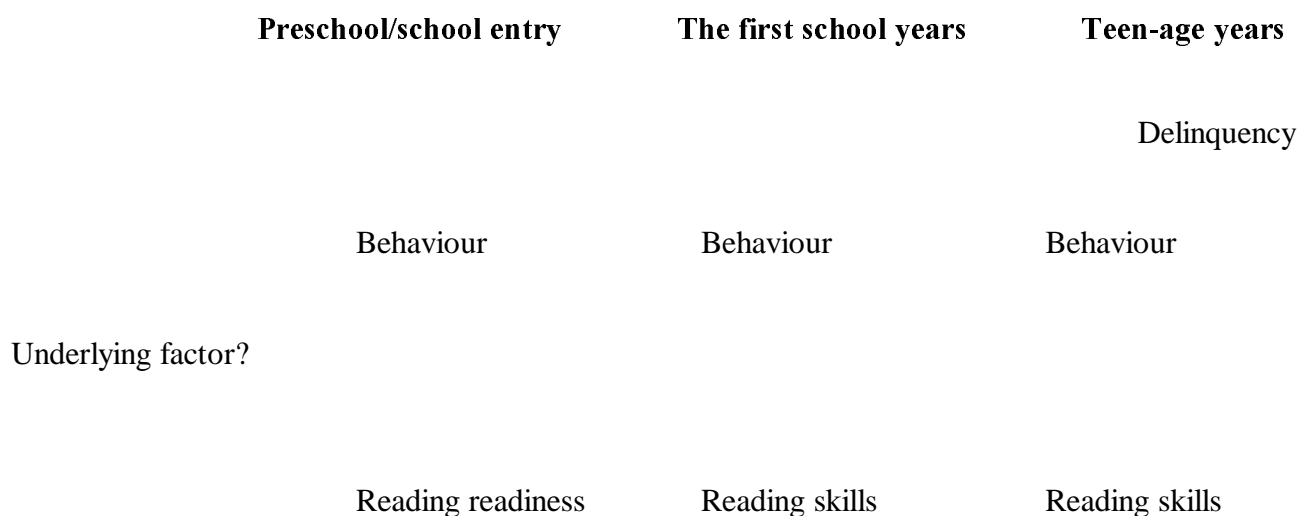 Preschool/school entry The first school years Teen-age years
Delinquency
Behaviour Behaviour Behaviour
Underlying factor?
Reading readiness Reading skills Reading skills